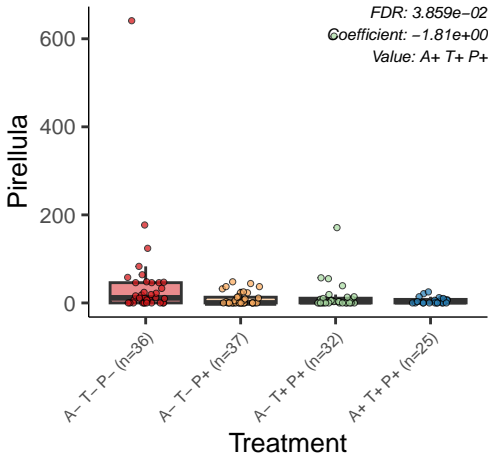 FDR: 3.859e−02
Coefficient: −1.81e+00
Value: A+ T+ P+
600
400
200
0
Pirellula
A− T− P− (n=36)
A− T− P+ (n=37)
A− T+ P+ (n=32)
A+ T+ P+ (n=25)
Treatment